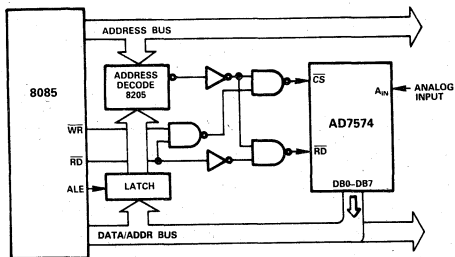 ADDRESS BUS
8085
ADDRESS
DECODE
8205
WR
RD
ALE
LATCH
DATA/ADDR BUS
CS
RD
AD7574
AIN
ANALOG
INPUT
DB0–DB7